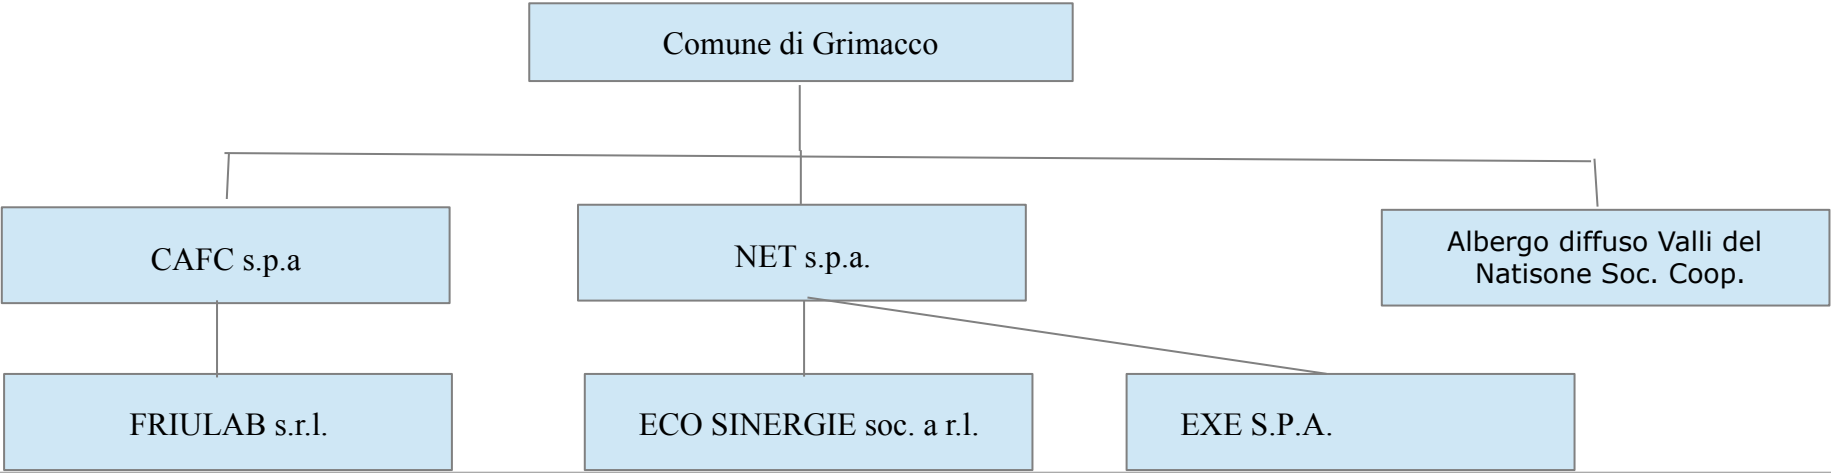 Comune di Grimacco
CAFC s.p.a
NET s.p.a.
Albergo diffuso Valli del
Natisone Soc. Coop.
FRIULAB s.r.l.
ECO SINERGIE soc. a r.l.
EXE S.P.A.